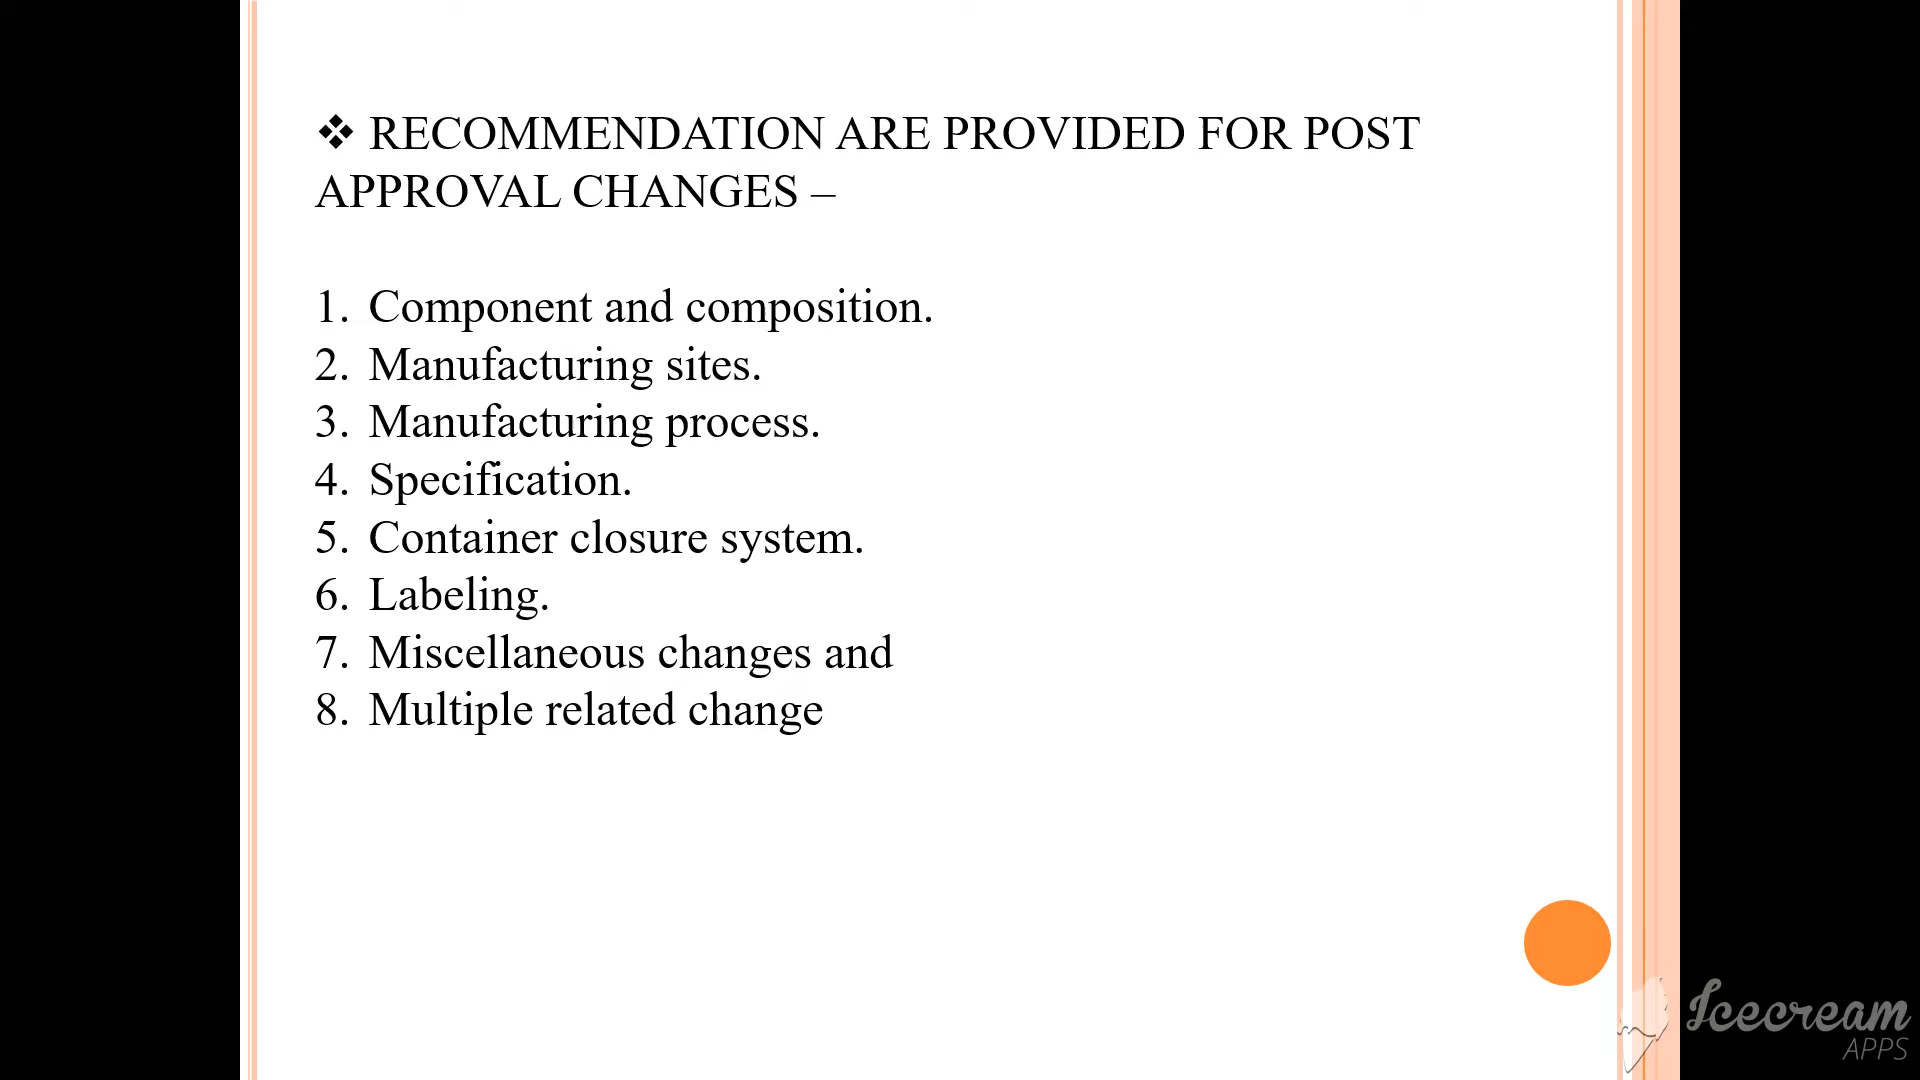 ❖ RECOMMENDATION ARE PROVIDED FOR POST
APPROVAL CHANGES –
1. Component and composition.
2. Manufacturing sites.
3. Manufacturing process.
4. Specification.
5. Container closure system.
6. Labeling.
7. Miscellaneous changes and
8. Multiple related change
Icecream
APPS